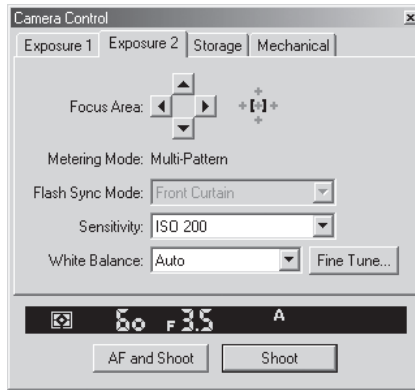 Camera Control
Exposure 1 Exposure 2 Storage Mechanical
Focus Area:
Metering Mode: Multi-Pattern
Flash Sync Mode: Front Curtain
Sensitivity: ISO 200
White Balance: Auto Fine Tune...
60 F3.5 A
AF and Shoot Shoot